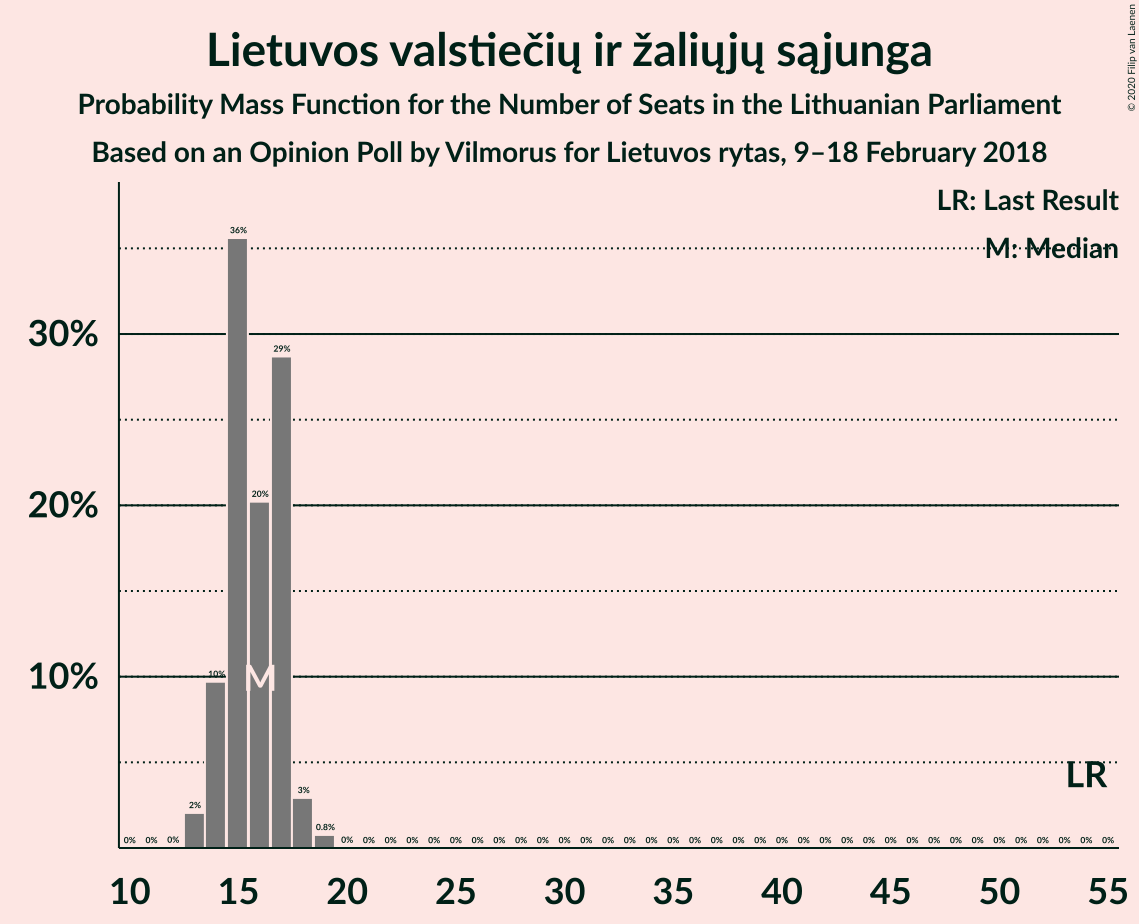 Lietuvos valstiečių ir žaliųjų sąjunga
Probability Mass Function for the Number of Seats in the Lithuanian Parliament
Based on an Opinion Poll by Vilmorus for Lietuvos rytas, 9–18 February 2018
© 2020 Filip van Laenen
LR: Last Result
M: Median
30%
20%
10%
0% 0% 0% 2% 10% 36% 20% 29% 3% 0.8% 0% 0% 0% 0% 0% 0% 0% 0% 0% 0% 0% 0% 0% 0% 0% 0% 0% 0% 0% 0% 0% 0% 0% 0% 0% 0% 0% 0% 0% 0% 0% 0% 0% 0% 0% 0%
M
LR
10 15 20 25 30 35 40 45 50 55